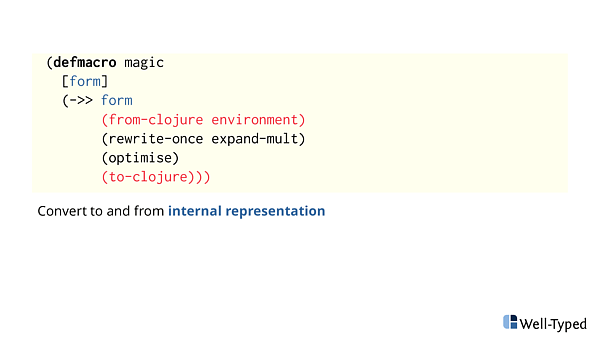 (defmacro magic
[form]
(->> form
(from-clojure environment)
(rewrite-once expand-mult)
(optimise)
(to-clojure)))
Convert to and from internal representation
Well-Typed